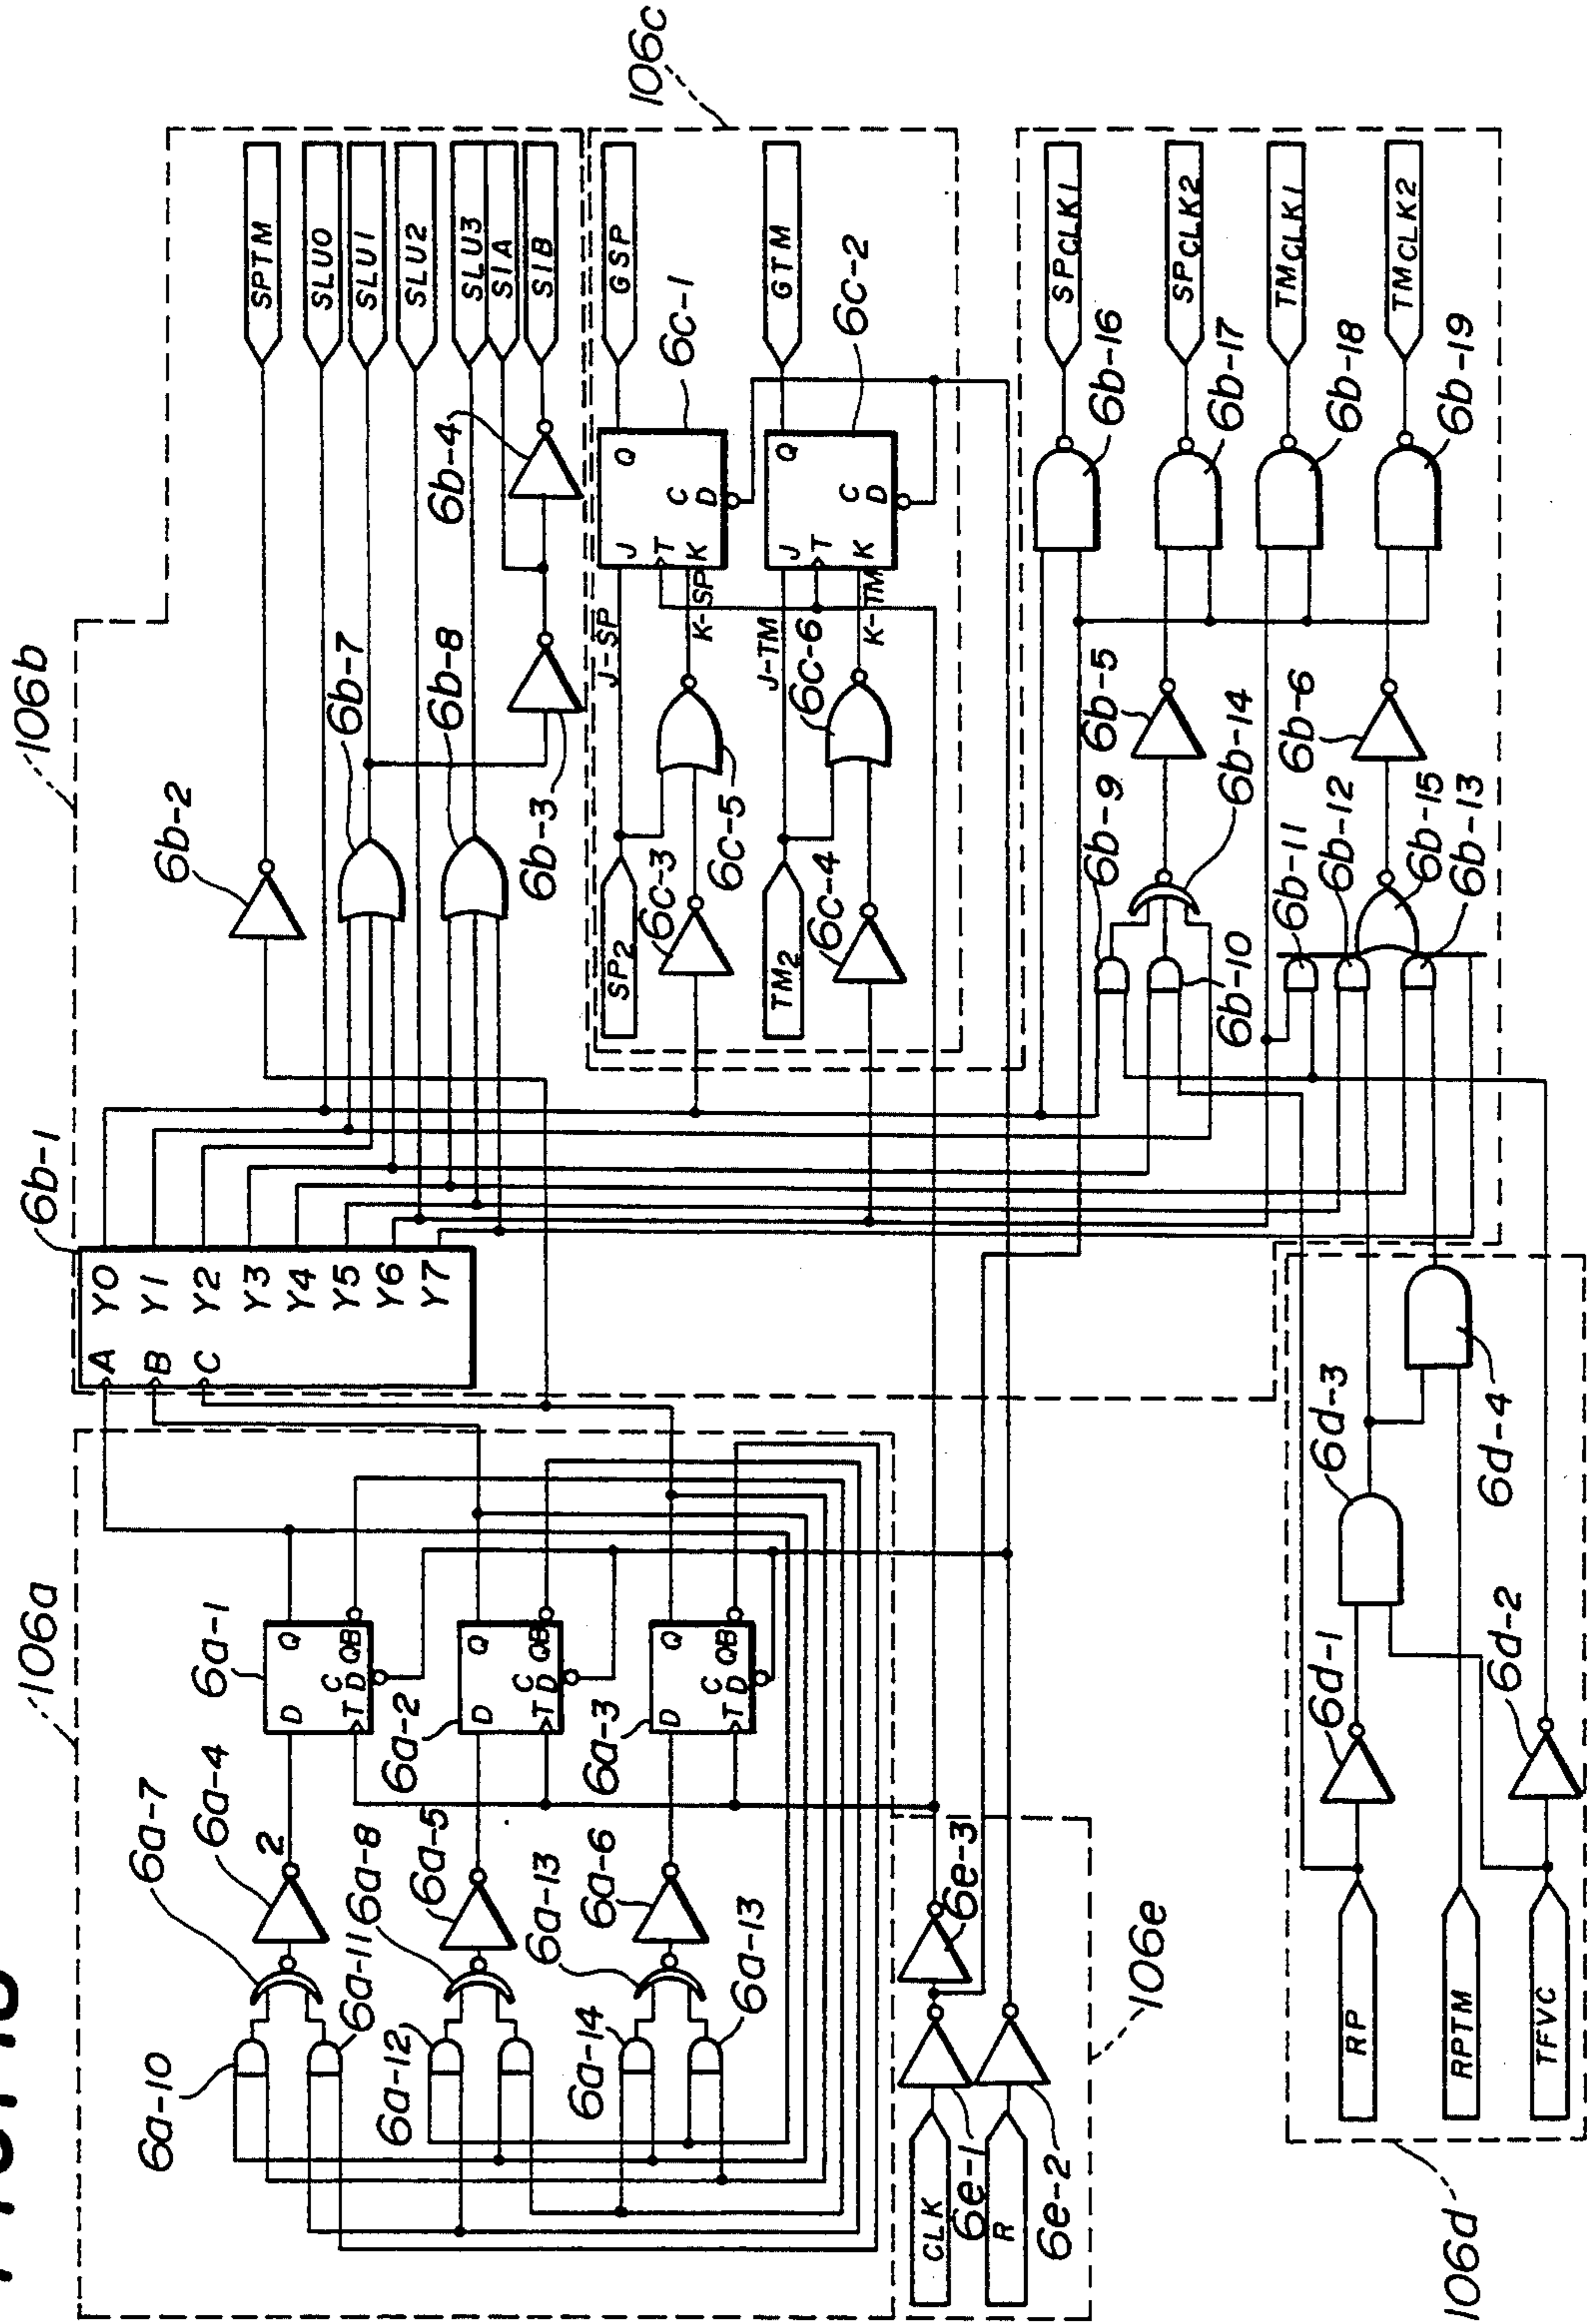 106a
106b
106c
106d
106e
6a-10
6a-7
6a-4
2
6a-1
6a-11
6a-8
6a-12
6a-5
6a-2
6a-13
6a-14
6a-6
6a-3
6a-13
D
Q
T
C
D
QB
D
Q
T
C
D
QB
D
Q
T
C
D
QB
6b-1
A
B
C
Y0
Y1
Y2
Y3
Y4
Y5
Y6
Y7
6b-2
6b-7
6b-8
6b-3
6b-4
SPTM
SLU0
SLU1
SLU2
SLU3
SIA
SIB
SP2
6C-3
6C-5
J-SP
K-SP
J
T
K
Q
C
D
6C-1
GSP
TM2
6C-4
6C-6
J-TM
K-TM
J
T
K
Q
C
D
6C-2
GTM
6b-9
6b-10
6b-14
6b-5
6b-11
6b-12
6b-15
6b-13
6b-6
6b-16
6b-17
6b-18
6b-19
SPCLK1
SPCLK2
TMCLK1
TMCLK2
CLK
6e-1
6e-3
R
6e-2
RP
RPTM
TFVC
6d-1
6d-2
6d-3
6d-4